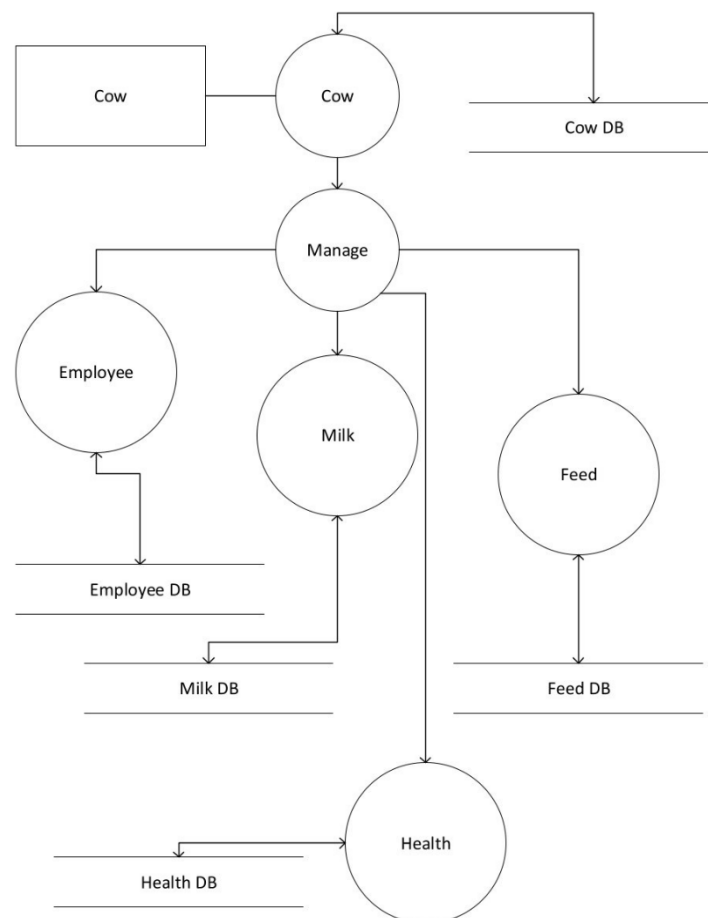 Cow
Cow
Cow DB
Manage
Employee
Milk
Feed
Employee DB
Milk DB
Feed DB
Health
Health DB